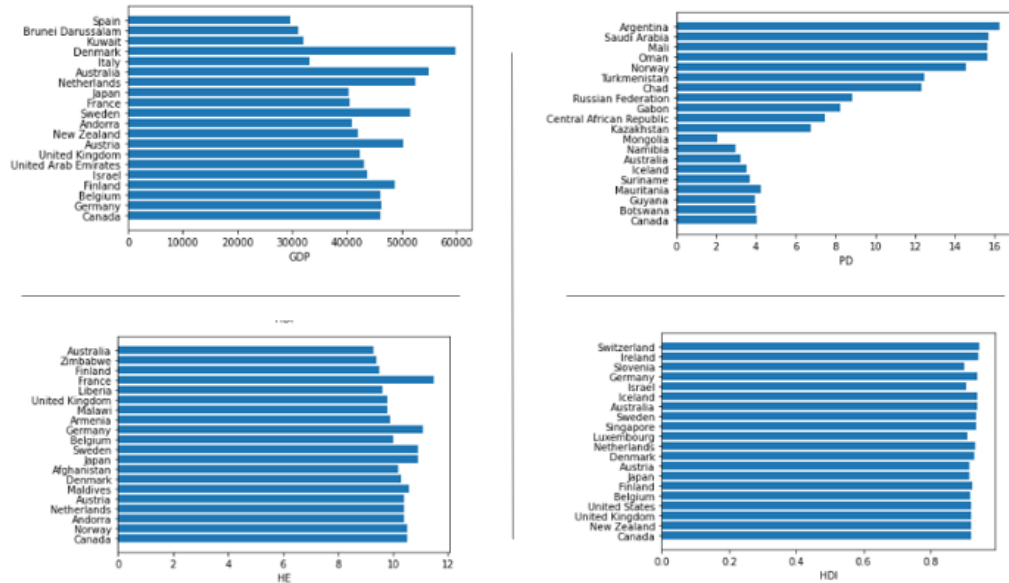 Spain
Brunei Darussalam
Kuwait
Denmark
Italy
Australia
Netherlands
Japan
France
Sweden
Andorra
New Zealand
Austria
United Kingdom
United Arab Emirates
Israel
Finland
Belgium
Germany
Canada
0 10000 20000 30000 40000 50000 60000
GDP
Argentina
Saudi Arabia
Mali
Oman
Norway
Turkmenistan
Chad
Russian Federation
Gabon
Central African Republic
Kazakhstan
Mongolia
Namibia
Australia
Iceland
Suriname
Mauritania
Guyana
Botswana
Canada
0 2 4 6 8 10 12 14 16
PD
Australia
Zimbabwe
Finland
France
Liberia
United Kingdom
Malawi
Armenia
Germany
Belgium
Sweden
Japan
Afghanistan
Denmark
Maldives
Austria
Netherlands
Andorra
Norway
Canada
0 2 4 6 8 10 12
HE
Switzerland
Ireland
Slovenia
Germany
Israel
Iceland
Australia
Sweden
Singapore
Luxembourg
Netherlands
Denmark
Austria
Japan
Finland
Belgium
United States
United Kingdom
New Zealand
Canada
0.0 0.2 0.4 0.6 0.8
HDI